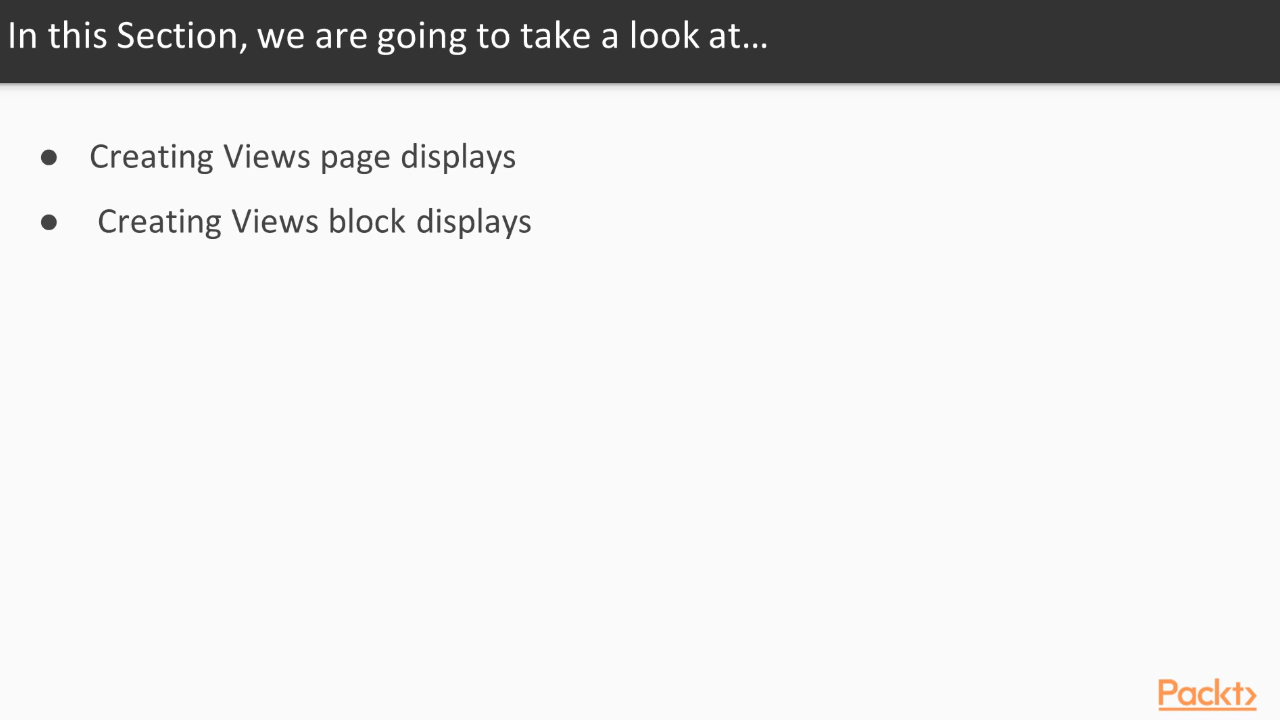 In this Section, we are going to take a look at…
● Creating Views page displays
● Creating Views block displays
Packt>